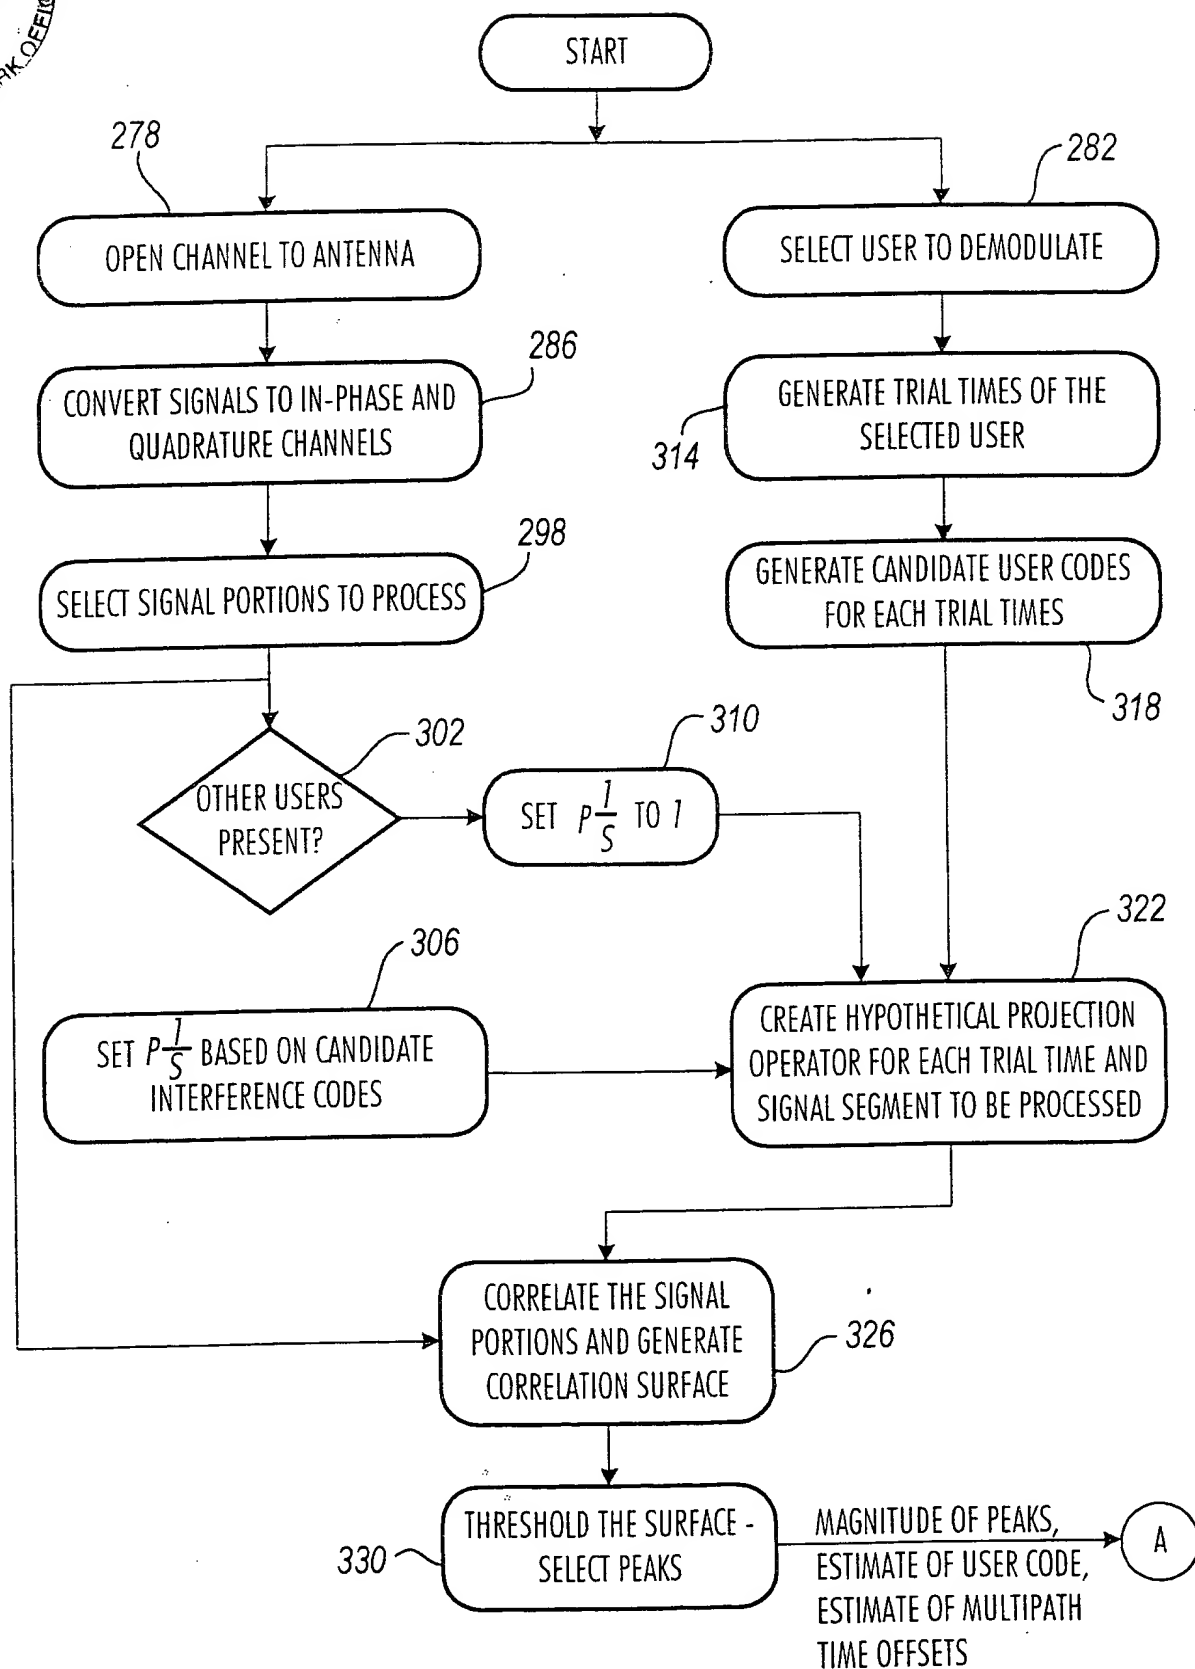 RK OFFIC
START
278
282
OPEN CHANNEL TO ANTENNA
SELECT USER TO DEMODULATE
286
CONVERT SIGNALS TO IN-PHASE AND
QUADRATURE CHANNELS
GENERATE TRIAL TIMES OF THE
SELECTED USER
314
298
SELECT SIGNAL PORTIONS TO PROCESS
GENERATE CANDIDATE USER CODES
FOR EACH TRIAL TIMES
318
302
310
OTHER USERS
PRESENT?
SET P 1/S TO 1
306
322
SET P 1/S BASED ON CANDIDATE
INTERFERENCE CODES
CREATE HYPOTHETICAL PROJECTION
OPERATOR FOR EACH TRIAL TIME AND
SIGNAL SEGMENT TO BE PROCESSED
CORRELATE THE SIGNAL
PORTIONS AND GENERATE
CORRELATION SURFACE
326
THRESHOLD THE SURFACE -
SELECT PEAKS
330
MAGNITUDE OF PEAKS,
ESTIMATE OF USER CODE,
ESTIMATE OF MULTIPATH
TIME OFFSETS
A